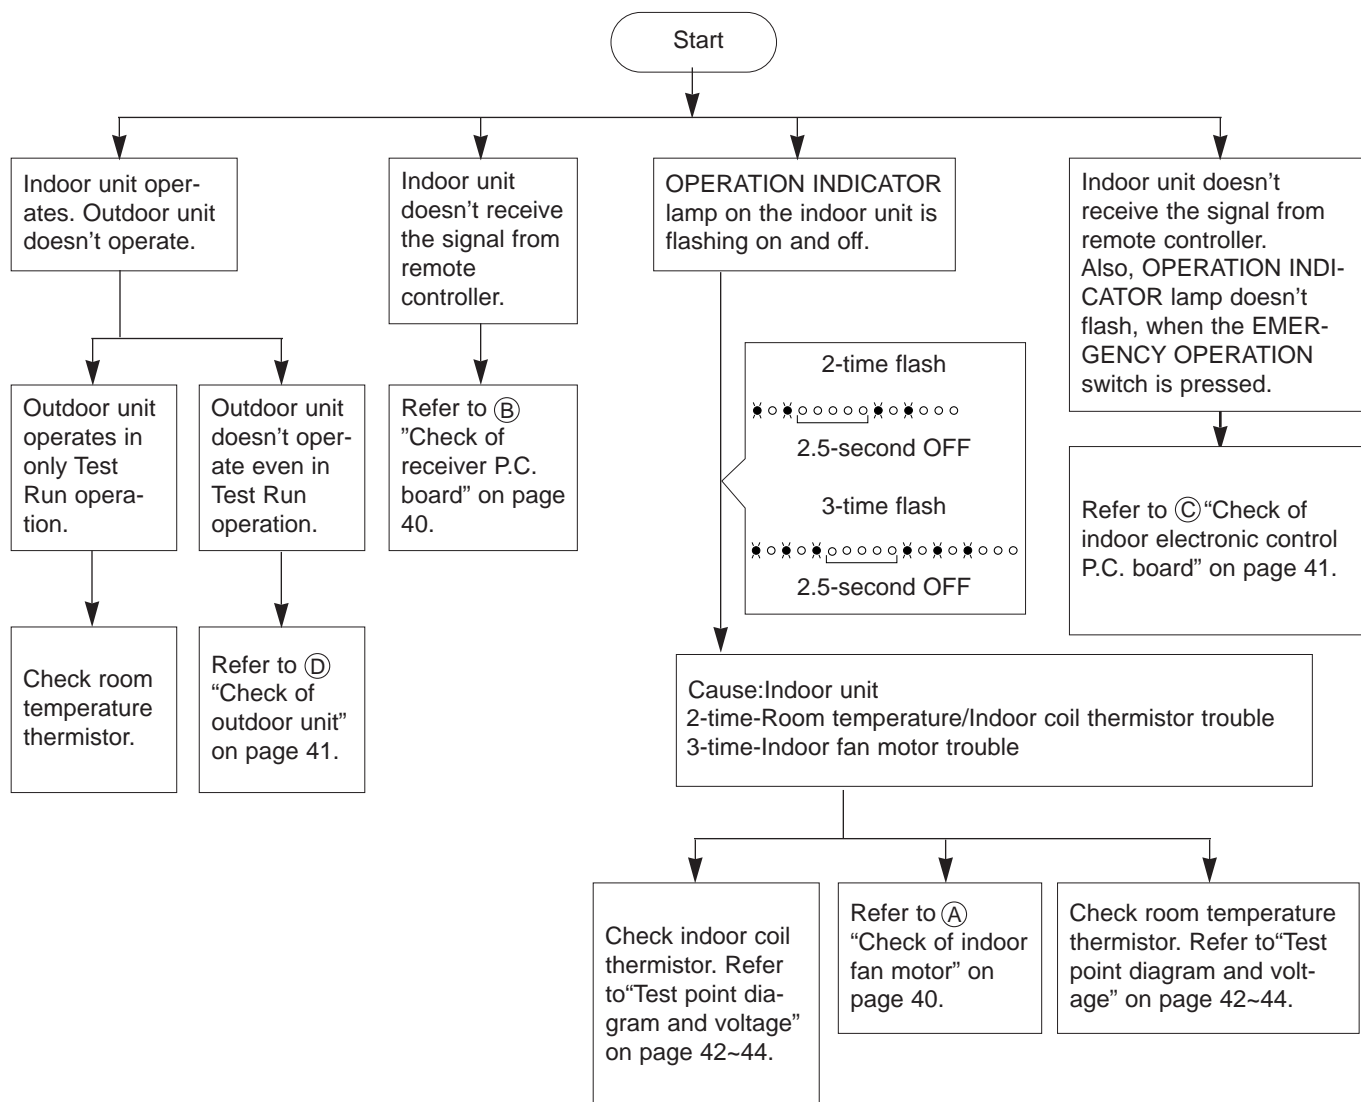 Start
Indoor unit oper-
ates. Outdoor unit
doesn't operate.
Indoor unit
doesn't receive
the signal from
remote
controller.
OPERATION INDICATOR
lamp on the indoor unit is
flashing on and off.
Indoor unit doesn't
receive the signal from
remote controller.
Also, OPERATION INDI-
CATOR lamp doesn't
flash, when the EMER-
GENCY OPERATION
switch is pressed.
2-time flash
2.5-second OFF
3-time flash
2.5-second OFF
Outdoor unit
operates in
only Test
Run opera-
tion.
Outdoor unit
doesn't oper-
ate even in
Test Run
operation.
Refer to Ⓑ
"Check of
receiver P.C.
board" on page
40.
Refer to Ⓒ “Check of
indoor electronic control
P.C. board” on page 41.
Check room
temperature
thermistor.
Refer to Ⓓ
“Check of
outdoor unit”
on page 41.
Cause:Indoor unit
2-time-Room temperature/Indoor coil thermistor trouble
3-time-Indoor fan motor trouble
Check indoor coil
thermistor. Refer
to“Test point dia-
gram and voltage”
on page 42~44.
Refer to Ⓐ
“Check of indoor
fan motor” on
page 40.
Check room temperature
thermistor. Refer to“Test
point diagram and volt-
age” on page 42~44.